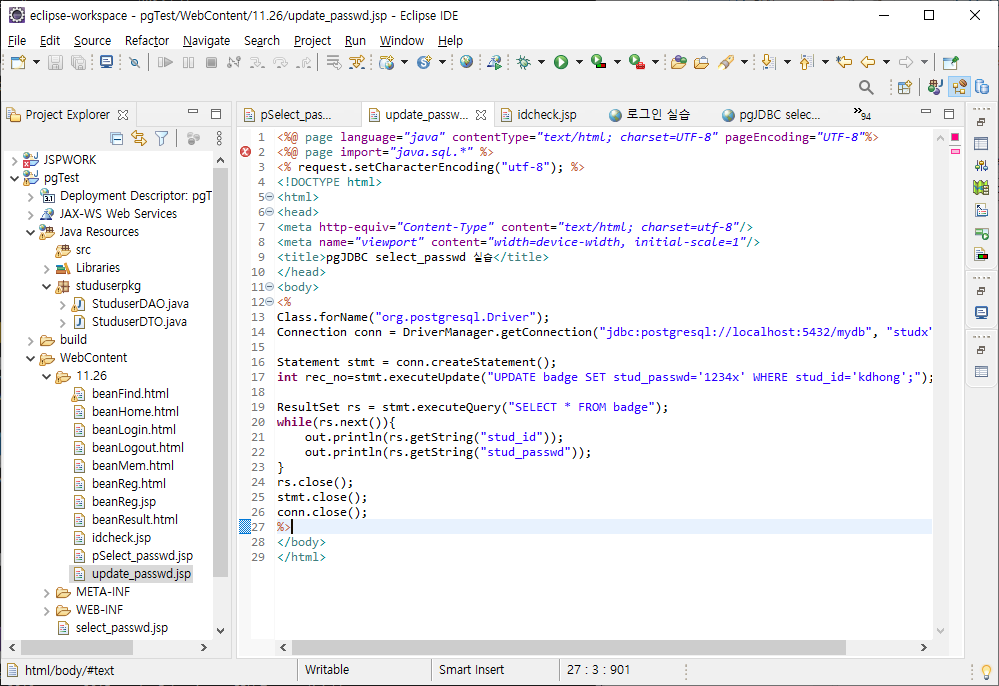 eclipse-workspace - pgTest/WebContent/11.26/update_passwd.jsp - Eclipse IDE
File Edit Source Refactor Navigate Search Project Run Window Help
Project Explorer
pSelect_pas... update_passw... idcheck.jsp 로그인 실습 pgJDBC selec... »94
JSPWORK
pgTest
Deployment Descriptor: pgT
JAX-WS Web Services
Java Resources
src
Libraries
studuserpkg
StuduserDAO.java
StuduserDTO.java
build
WebContent
11.26
beanFind.html
beanHome.html
beanLogin.html
beanLogout.html
beanMem.html
beanReg.html
beanReg.jsp
beanResult.html
idcheck.jsp
pSelect_passwd.jsp
update_passwd.jsp
META-INF
WEB-INF
select_passwd.jsp
1 <%@ page language="java" contentType="text/html; charset=UTF-8" pageEncoding="UTF-8"%>
2 <%@ page import="java.sql.*" %>
3 <% request.setCharacterEncoding("utf-8"); %>
4 <!DOCTYPE html>
5 <html>
6 <head>
7 <meta http-equiv="Content-Type" content="text/html; charset=utf-8"/>
8 <meta name="viewport" content="width=device-width, initial-scale=1"/>
9 <title>pgJDBC select_passwd 실습</title>
10 </head>
11 <body>
12 <%
13 Class.forName("org.postgresql.Driver");
14 Connection conn = DriverManager.getConnection("jdbc:postgresql://localhost:5432/mydb", "studx"
15
16 Statement stmt = conn.createStatement();
17 int rec_no=stmt.executeUpdate("UPDATE badge SET stud_passwd='1234x' WHERE stud_id='kdhong';");
18
19 ResultSet rs = stmt.executeQuery("SELECT * FROM badge");
20 while(rs.next()){
21 out.println(rs.getString("stud_id"));
22 out.println(rs.getString("stud_passwd"));
23 }
24 rs.close();
25 stmt.close();
26 conn.close();
27 %>
28 </body>
29 </html>
html/body/#text Writable Smart Insert 27 : 3 : 901